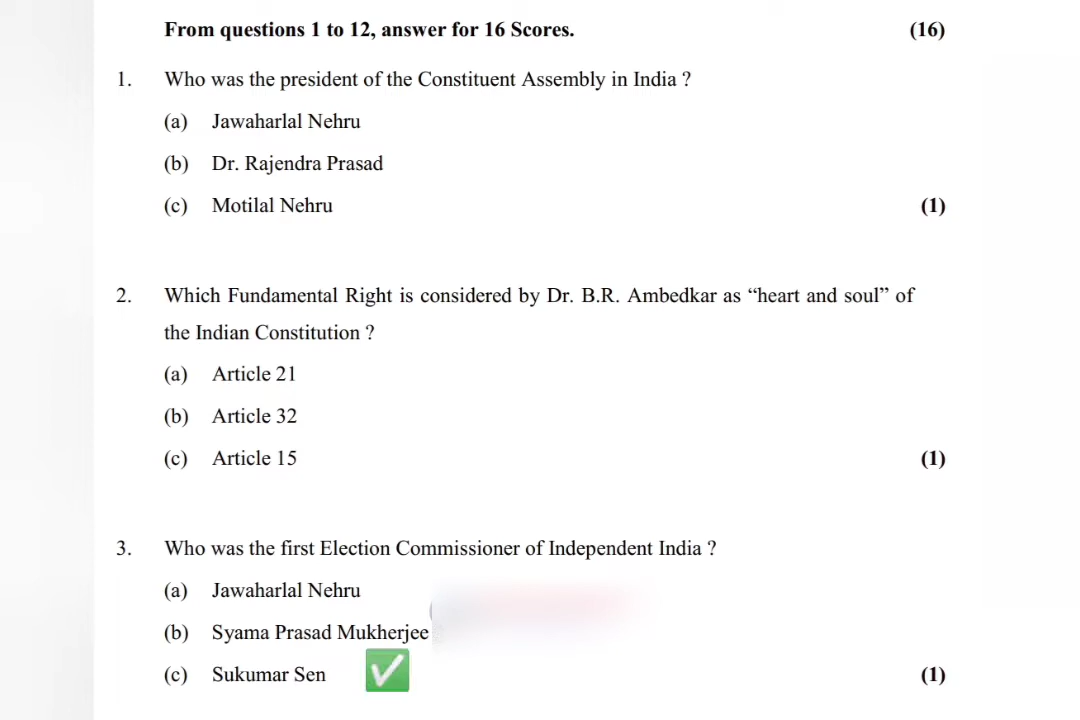 From questions 1 to 12, answer for 16 Scores. (16)
1. Who was the president of the Constituent Assembly in India ?
(a) Jawaharlal Nehru
(b) Dr. Rajendra Prasad
(c) Motilal Nehru (1)
2. Which Fundamental Right is considered by Dr. B.R. Ambedkar as “heart and soul” of
the Indian Constitution ?
(a) Article 21
(b) Article 32
(c) Article 15 (1)
3. Who was the first Election Commissioner of Independent India ?
(a) Jawaharlal Nehru
(b) Syama Prasad Mukherjee
(c) Sukumar Sen (1)